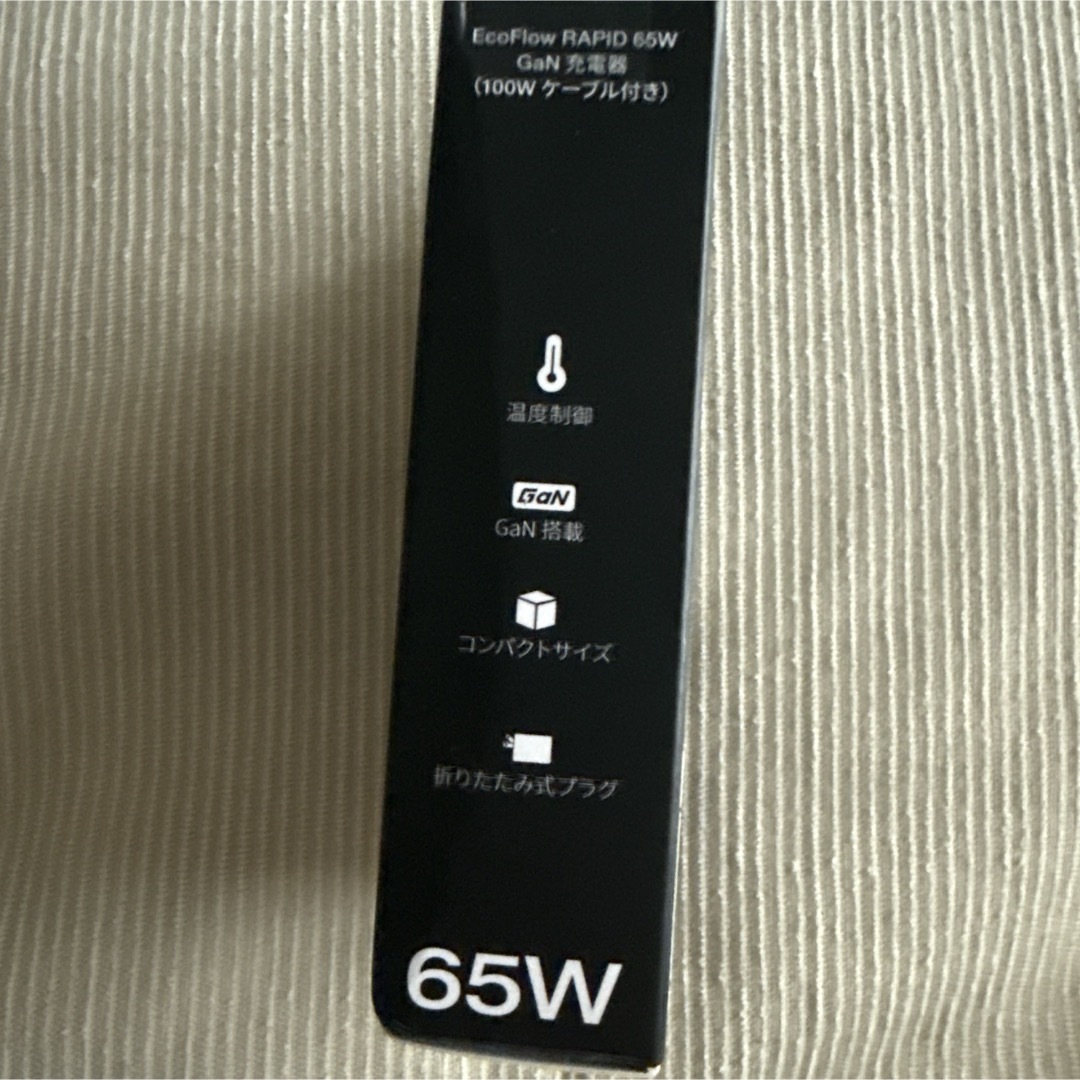 EcoFlow RAPID 65W
GaN 充電器
（100W ケーブル付き）
温度制御
GaN
GaN 搭載
コンパクトサイズ
折りたたみ式プラグ
65W